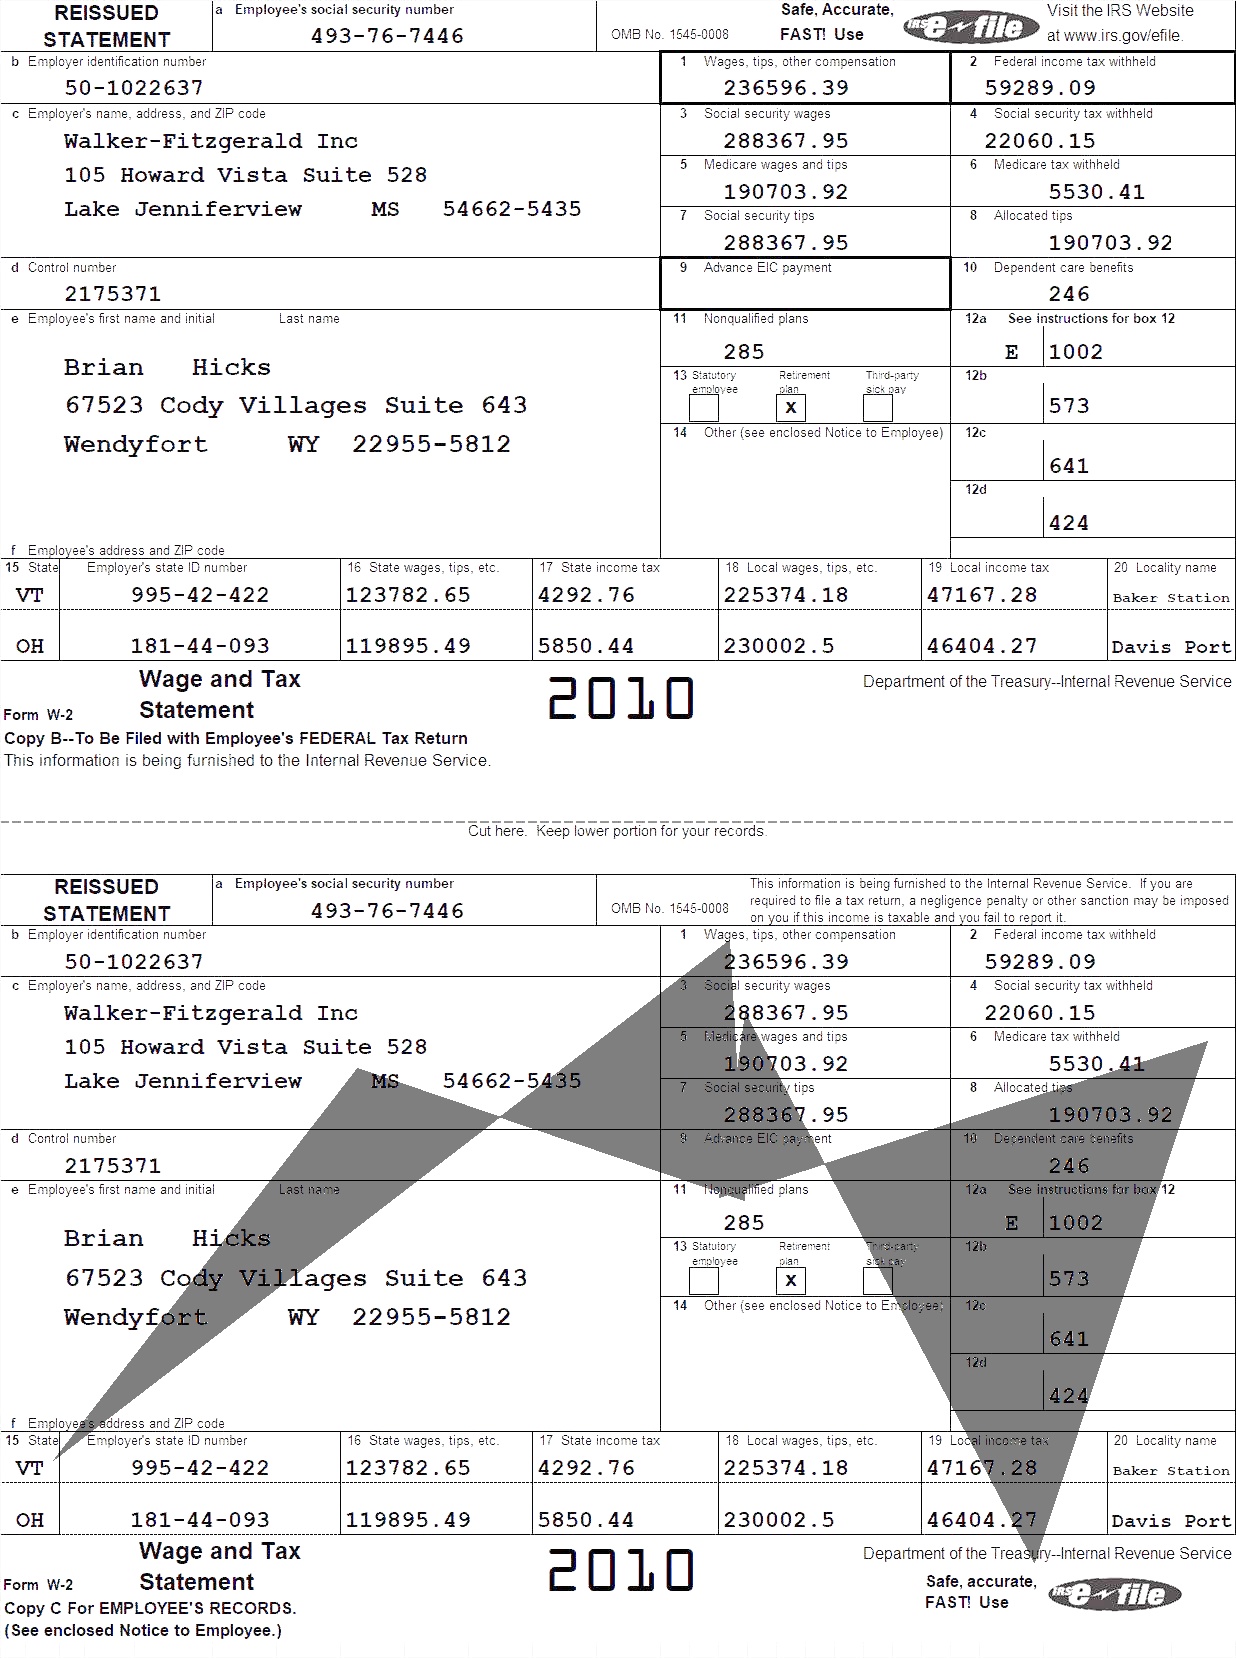 REISSUED STATEMENT
a Employee's social security number
493-76-7446
OMB No. 1545-0008
Safe, Accurate, FAST! Use
IRS e-file
Visit the IRS Website at www.irs.gov/efile.
b Employer identification number
50-1022637
1 Wages, tips, other compensation
236596.39
2 Federal income tax withheld
59289.09
c Employer's name, address, and ZIP code
Walker-Fitzgerald Inc
105 Howard Vista Suite 528
Lake Jenniferview MS 54662-5435
3 Social security wages
288367.95
4 Social security tax withheld
22060.15
5 Medicare wages and tips
190703.92
6 Medicare tax withheld
5530.41
7 Social security tips
288367.95
8 Allocated tips
190703.92
d Control number
2175371
9 Advance EIC payment
10 Dependent care benefits
246
e Employee's first name and initial Last name
Brian Hicks
67523 Cody Villages Suite 643
Wendyfort WY 22955-5812
11 Nonqualified plans
285
12a See instructions for box 12
E 1002
13 Statutory employee Retirement plan Third-party sick pay
X
12b
573
14 Other (see enclosed Notice to Employee)
12c
641
12d
424
f Employee's address and ZIP code
15 State Employer's state ID number 16 State wages, tips, etc. 17 State income tax 18 Local wages, tips, etc. 19 Local income tax 20 Locality name
VT 995-42-422 123782.65 4292.76 225374.18 47167.28 Baker Station
OH 181-44-093 119895.49 5850.44 230002.5 46404.27 Davis Port
Form W-2 Wage and Tax Statement
2010
Department of the Treasury--Internal Revenue Service
Copy B--To Be Filed with Employee's FEDERAL Tax Return
This information is being furnished to the Internal Revenue Service.
Cut here. Keep lower portion for your records.
REISSUED STATEMENT
a Employee's social security number
493-76-7446
OMB No. 1545-0008
This information is being furnished to the Internal Revenue Service. If you are
required to file a tax return, a negligence penalty or other sanction may be imposed
on you if this income is taxable and you fail to report it.
b Employer identification number
50-1022637
1 Wages, tips, other compensation
236596.39
2 Federal income tax withheld
59289.09
c Employer's name, address, and ZIP code
Walker-Fitzgerald Inc
105 Howard Vista Suite 528
Lake Jenniferview MS 54662-5435
3 Social security wages
288367.95
4 Social security tax withheld
22060.15
5 Medicare wages and tips
190703.92
6 Medicare tax withheld
5530.41
7 Social security tips
288367.95
8 Allocated tips
190703.92
d Control number
2175371
9 Advance EIC payment
10 Dependent care benefits
246
e Employee's first name and initial Last name
Brian Hicks
67523 Cody Villages Suite 643
Wendyfort WY 22955-5812
11 Nonqualified plans
285
12a See instructions for box 12
E 1002
13 Statutory employee Retirement plan Third-party sick pay
X
12b
573
14 Other (see enclosed Notice to Employee)
12c
641
12d
424
f Employee's address and ZIP code
15 State Employer's state ID number 16 State wages, tips, etc. 17 State income tax 18 Local wages, tips, etc. 19 Local income tax 20 Locality name
VT 995-42-422 123782.65 4292.76 225374.18 47167.28 Baker Station
OH 181-44-093 119895.49 5850.44 230002.5 46404.27 Davis Port
Form W-2 Wage and Tax Statement
2010
Department of the Treasury--Internal Revenue Service
Safe, accurate, FAST! Use
IRS e-file
Copy C For EMPLOYEE'S RECORDS.
(See enclosed Notice to Employee.)